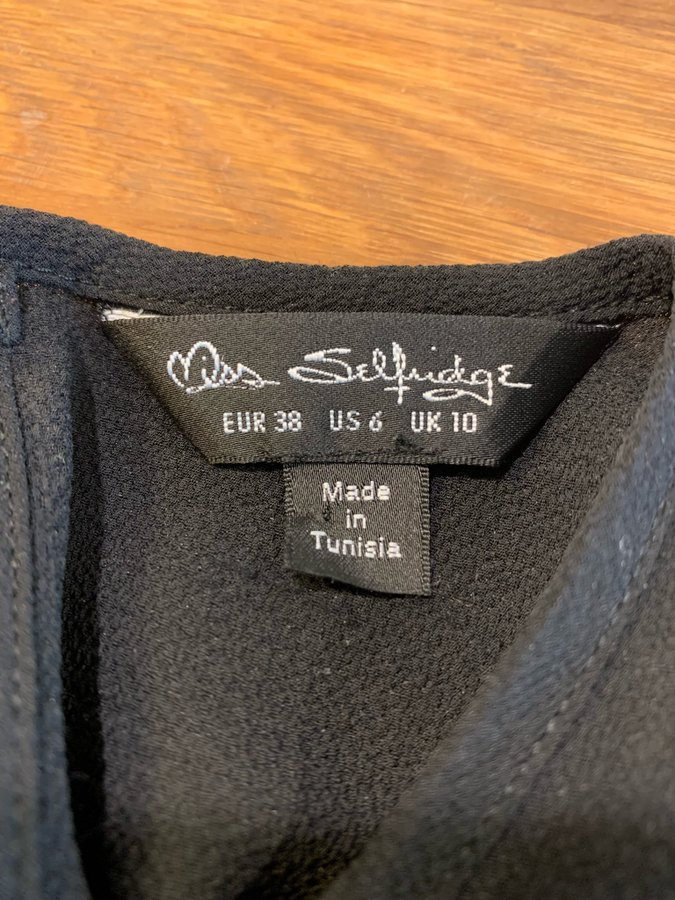 Miss Selfridge
EUR 38 US 6 UK 10
Made
in
Tunisia